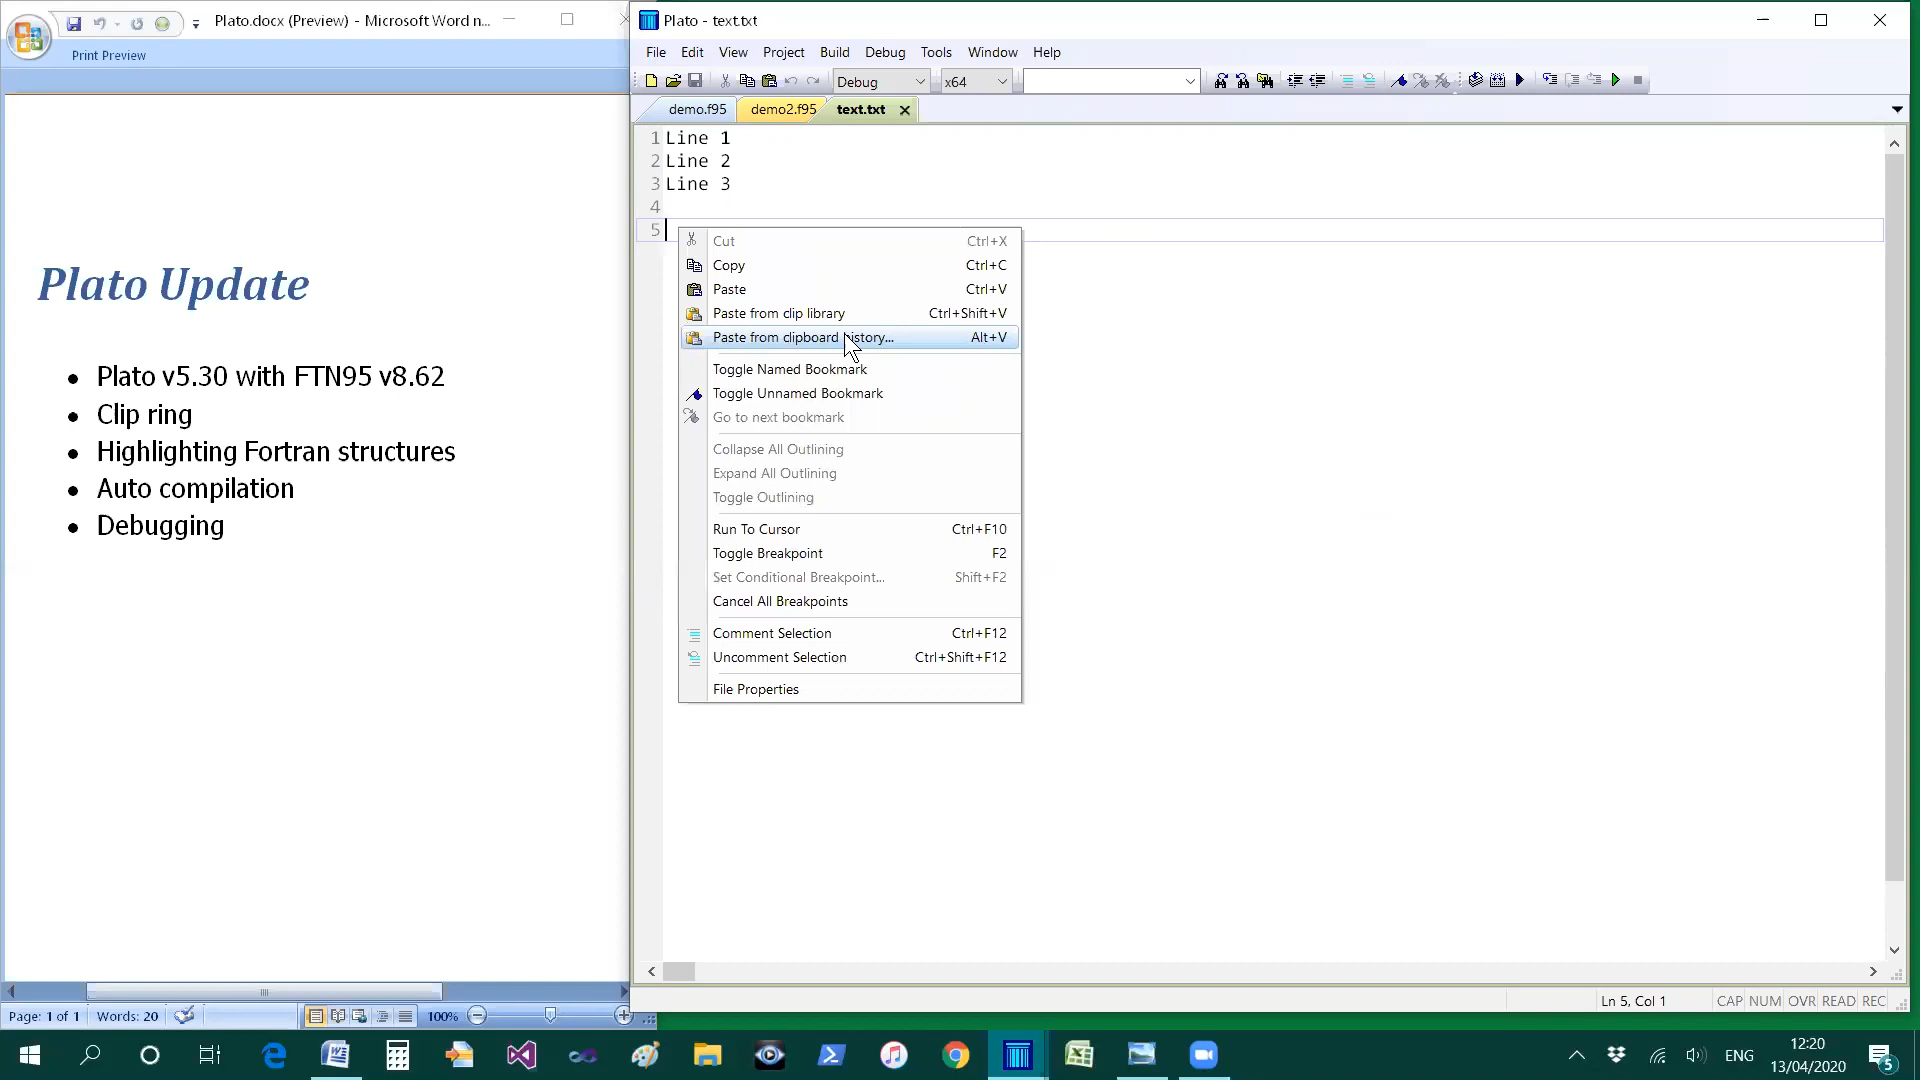 Plato.docx (Preview) - Microsoft Word n...
Print Preview
Plato Update
Plato v5.30 with FTN95 v8.62
Clip ring
Highlighting Fortran structures
Auto compilation
Debugging
Page: 1 of 1 Words: 20 100%
Plato - text.txt
File Edit View Project Build Debug Tools Window Help
Debug x64
demo.f95 demo2.f95 text.txt
1 Line 1
2 Line 2
3 Line 3
4
5
Cut Ctrl+X
Copy Ctrl+C
Paste Ctrl+V
Paste from clip library Ctrl+Shift+V
Paste from clipboard history... Alt+V
Toggle Named Bookmark
Toggle Unnamed Bookmark
Go to next bookmark
Collapse All Outlining
Expand All Outlining
Toggle Outlining
Run To Cursor Ctrl+F10
Toggle Breakpoint F2
Set Conditional Breakpoint... Shift+F2
Cancel All Breakpoints
Comment Selection Ctrl+F12
Uncomment Selection Ctrl+Shift+F12
File Properties
Ln 5, Col 1 CAP NUM OVR READ REC
ENG
12:20
13/04/2020
5